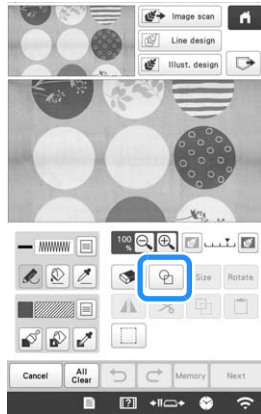 Image scan
Line design
Illust. design
100 %
Size
Rotate
Cancel
All Clear
Memory
Next